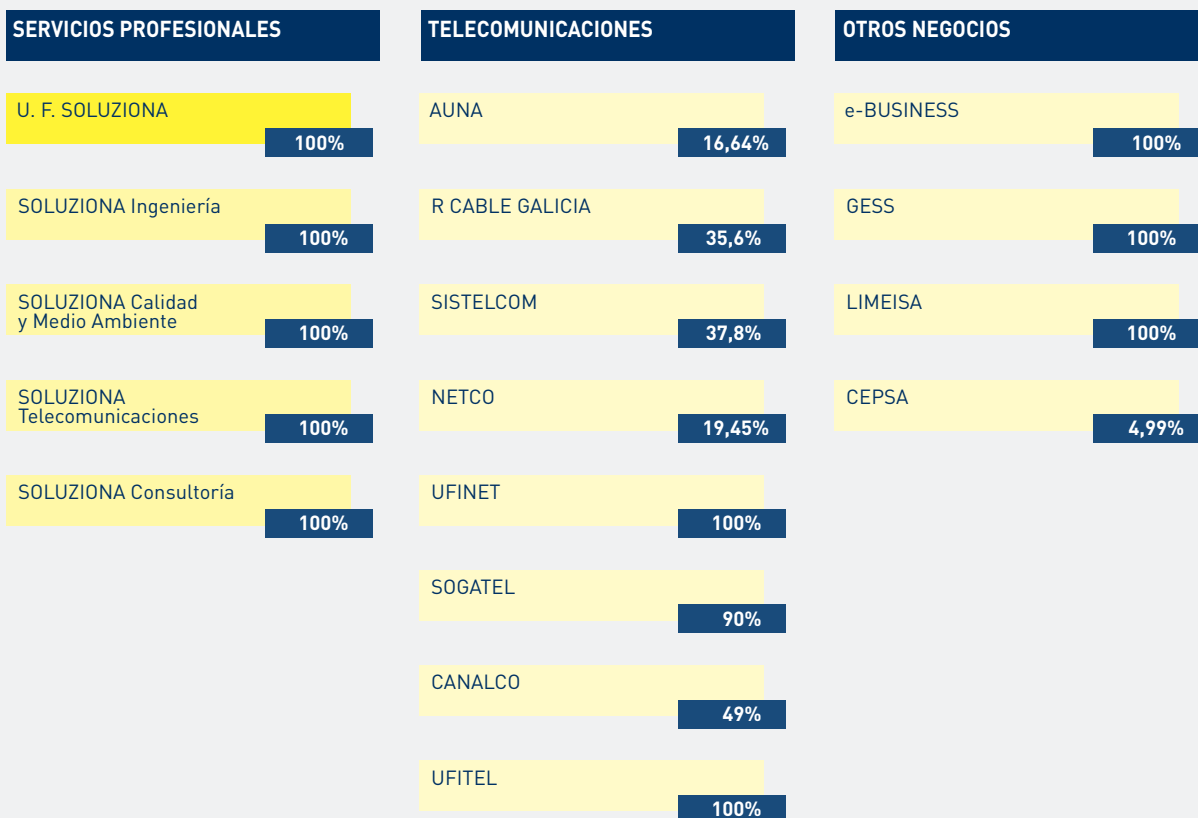 SERVICIOS PROFESIONALES
U. F. SOLUZIONA
100%
SOLUZIONA Ingeniería
100%
SOLUZIONA Calidad
y Medio Ambiente
100%
SOLUZIONA
Telecomunicaciones
100%
SOLUZIONA Consultoría
100%
TELECOMUNICACIONES
AUNA
16,64%
R CABLE GALICIA
35,6%
SISTELCOM
37,8%
NETCO
19,45%
UFINET
100%
SOGATEL
90%
CANALCO
49%
UFITEL
100%
OTROS NEGOCIOS
e-BUSINESS
100%
GESS
100%
LIMEISA
100%
CEPSA
4,99%